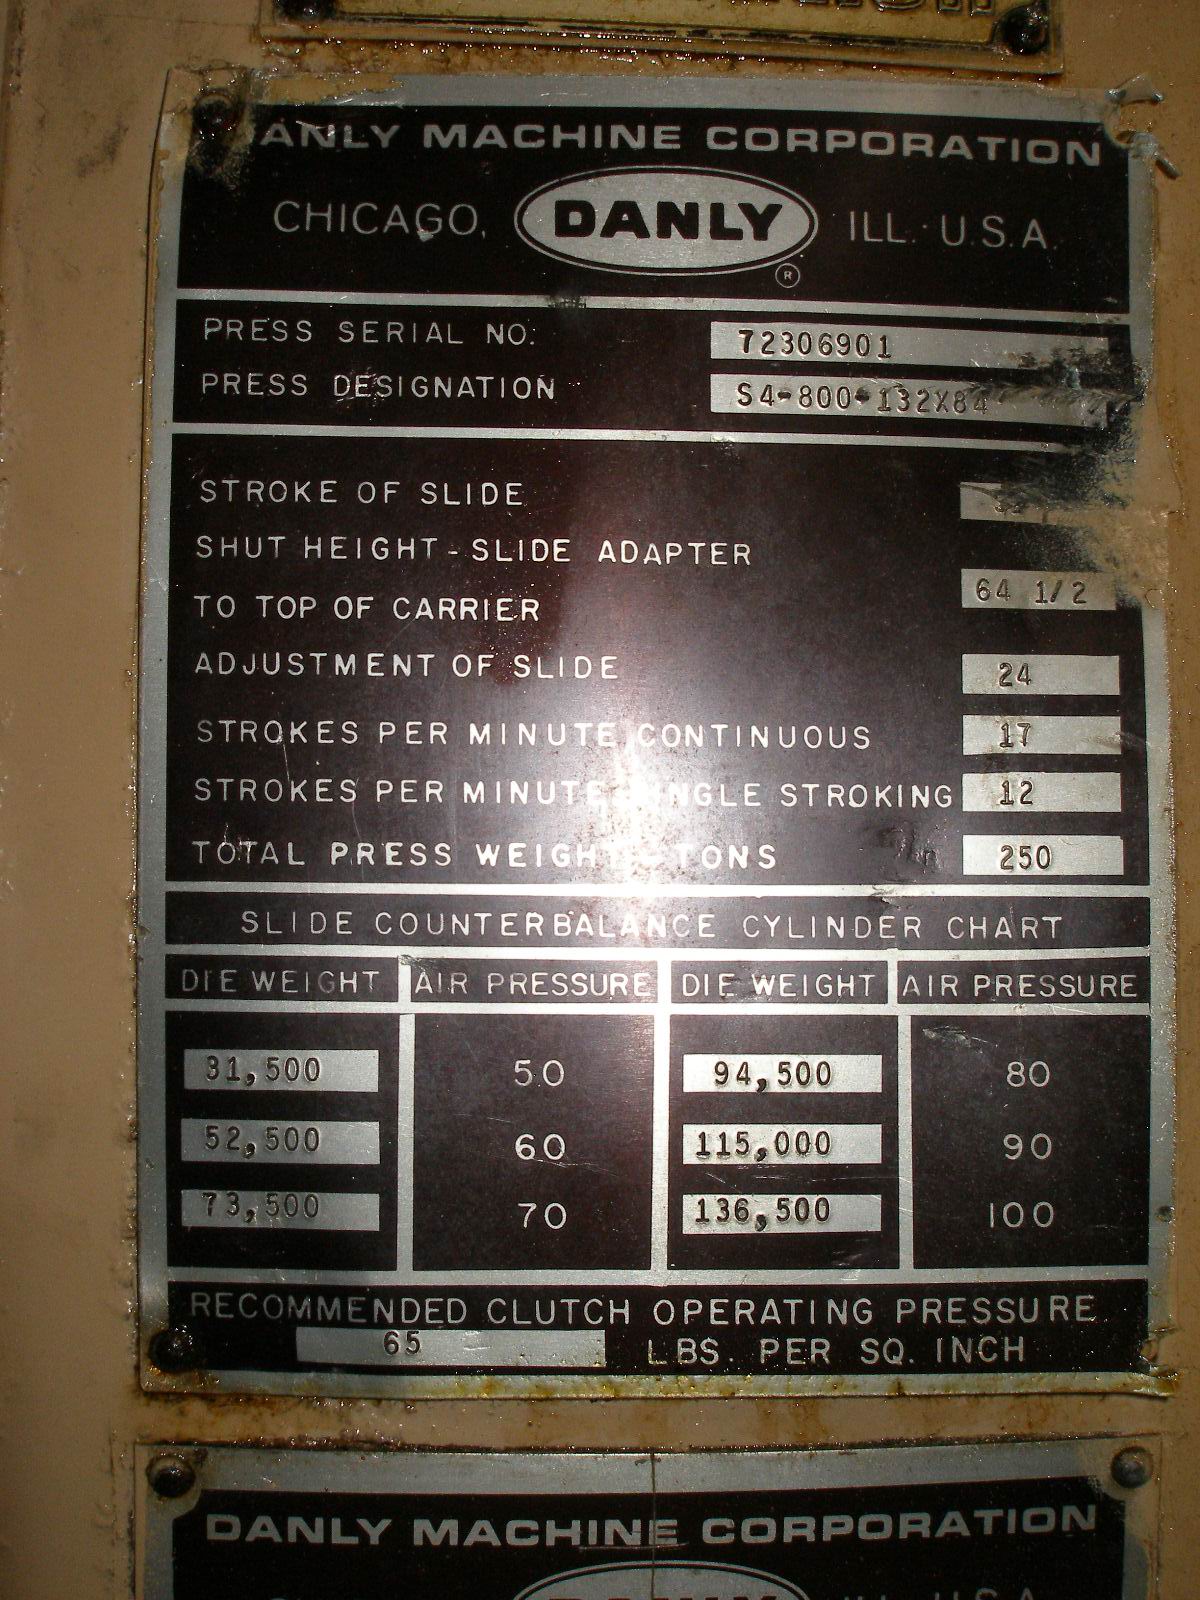 DANLY MACHINE CORPORATION
CHICAGO, DANLY ILL. U.S.A.
®
PRESS SERIAL NO. 72306901
PRESS DESIGNATION S4-800-132X84
STROKE OF SLIDE
SHUT HEIGHT - SLIDE ADAPTER
TO TOP OF CARRIER 64 1/2
ADJUSTMENT OF SLIDE 24
STROKES PER MINUTE CONTINUOUS 17
STROKES PER MINUTE SINGLE STROKING 12
TOTAL PRESS WEIGHT - TONS 250
SLIDE COUNTERBALANCE CYLINDER CHART
DIE WEIGHT AIR PRESSURE DIE WEIGHT AIR PRESSURE
31,500 50 94,500 80
52,500 60 115,000 90
73,500 70 136,500 100
RECOMMENDED CLUTCH OPERATING PRESSURE
65 LBS. PER SQ. INCH
DANLY MACHINE CORPORATION
DANLY ILL. U.S.A.